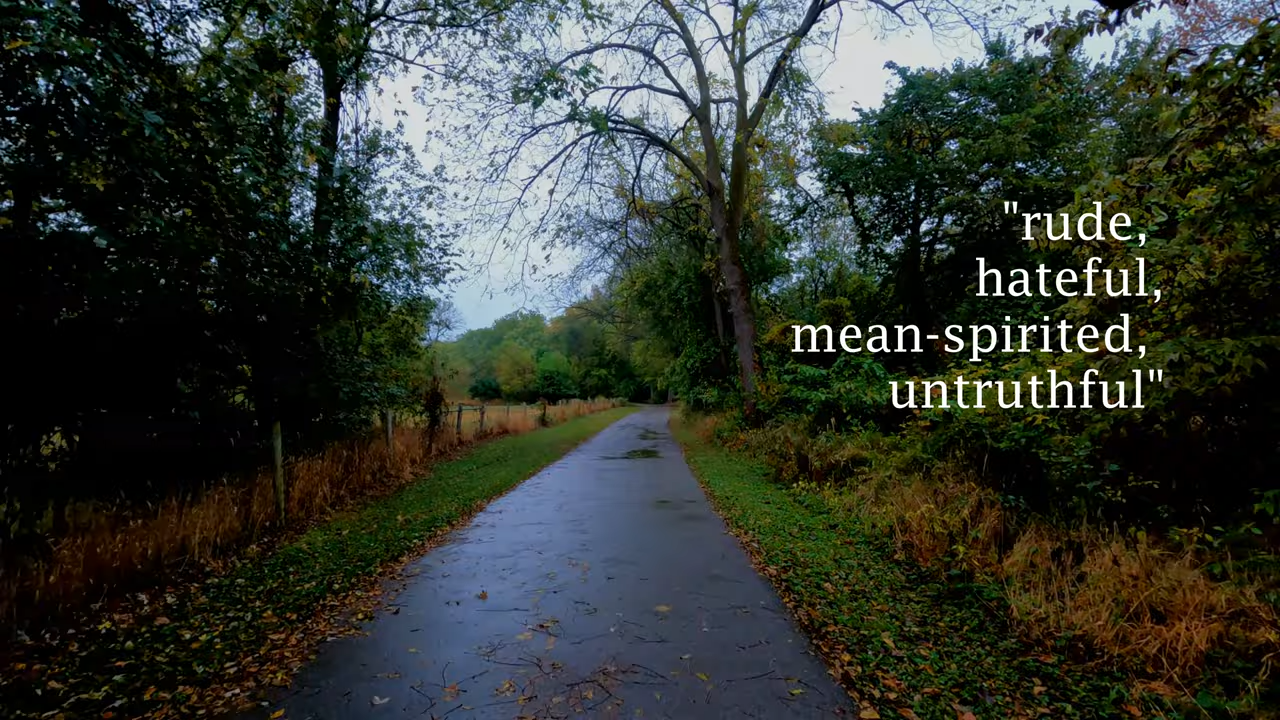 "rude,
hateful,
mean-spirited,
untruthful"